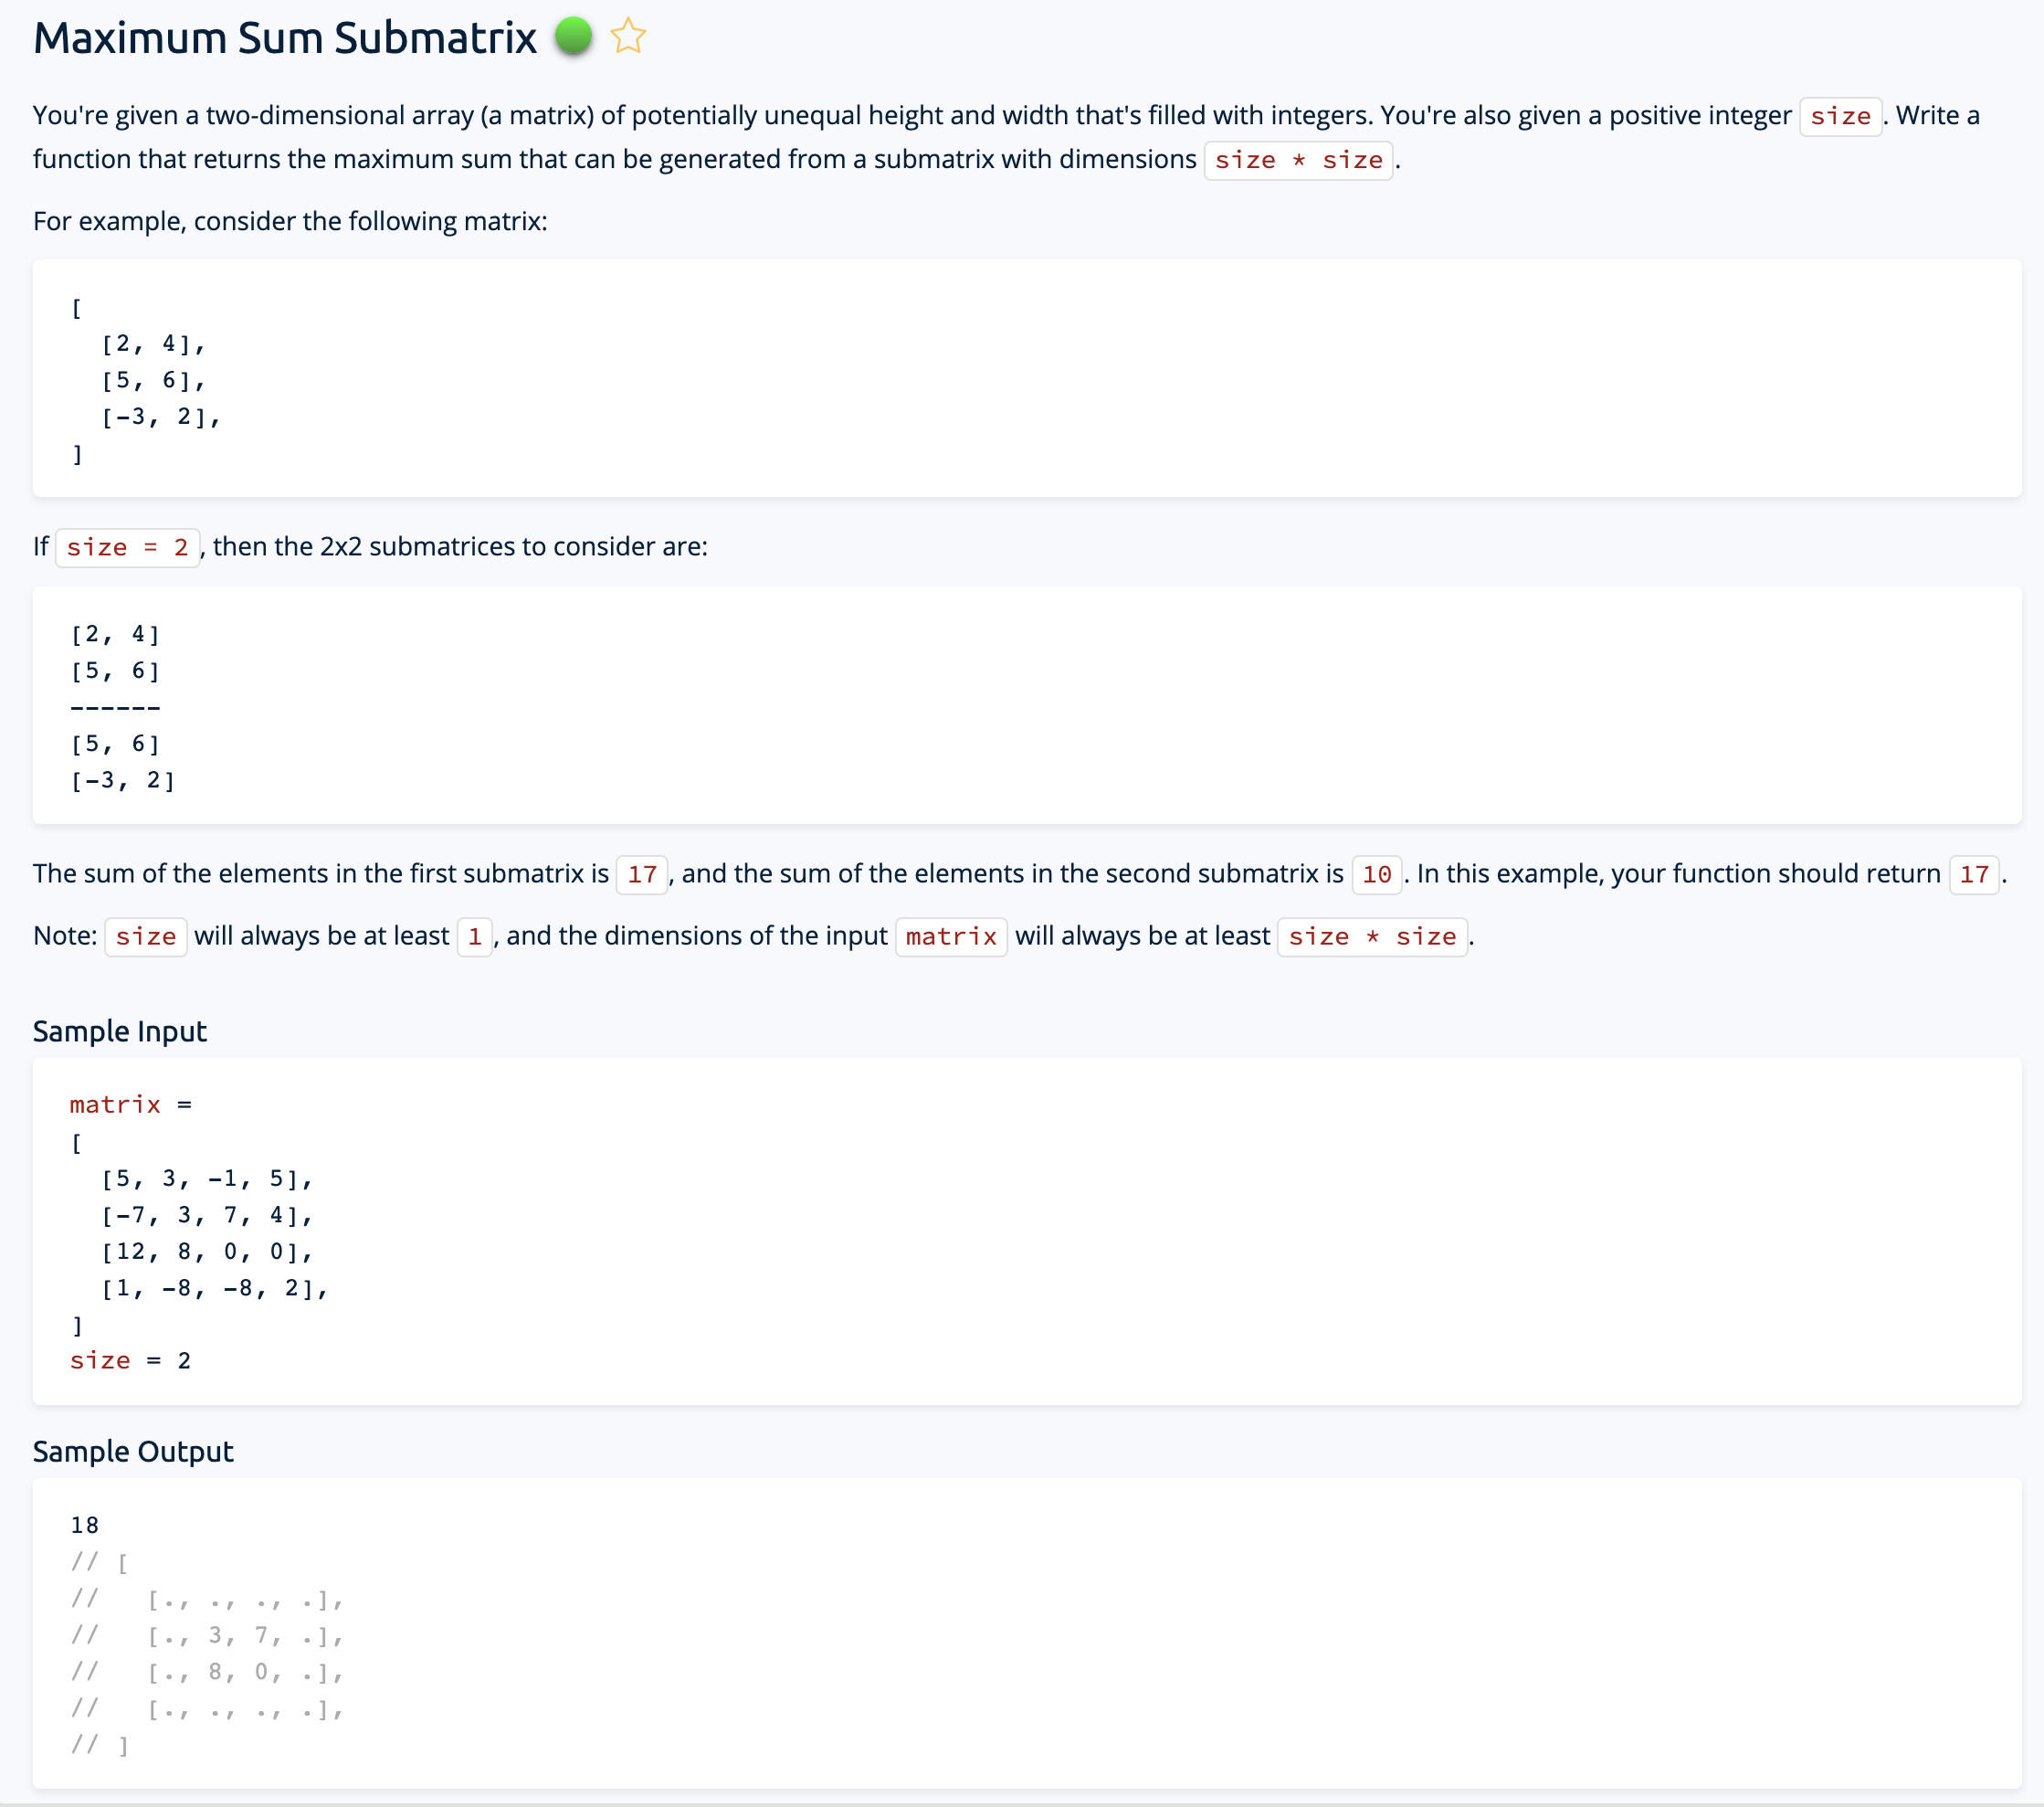 Maximum Sum Submatrix
You're given a two-dimensional array (a matrix) of potentially unequal height and width that's filled with integers. You're also given a positive integer size. Write a
function that returns the maximum sum that can be generated from a submatrix with dimensions size * size.
For example, consider the following matrix:
[
  [2, 4],
  [5, 6],
  [-3, 2],
]
If size = 2, then the 2x2 submatrices to consider are:
[2, 4]
[5, 6]
------
[5, 6]
[-3, 2]
The sum of the elements in the first submatrix is 17, and the sum of the elements in the second submatrix is 10. In this example, your function should return 17.
Note: size will always be at least 1, and the dimensions of the input matrix will always be at least size * size.
Sample Input
matrix =
[
  [5, 3, -1, 5],
  [-7, 3, 7, 4],
  [12, 8, 0, 0],
  [1, -8, -8, 2],
]
size = 2
Sample Output
18
// [
//   [., ., ., .],
//   [., 3, 7, .],
//   [., 8, 0, .],
//   [., ., ., .],
// ]